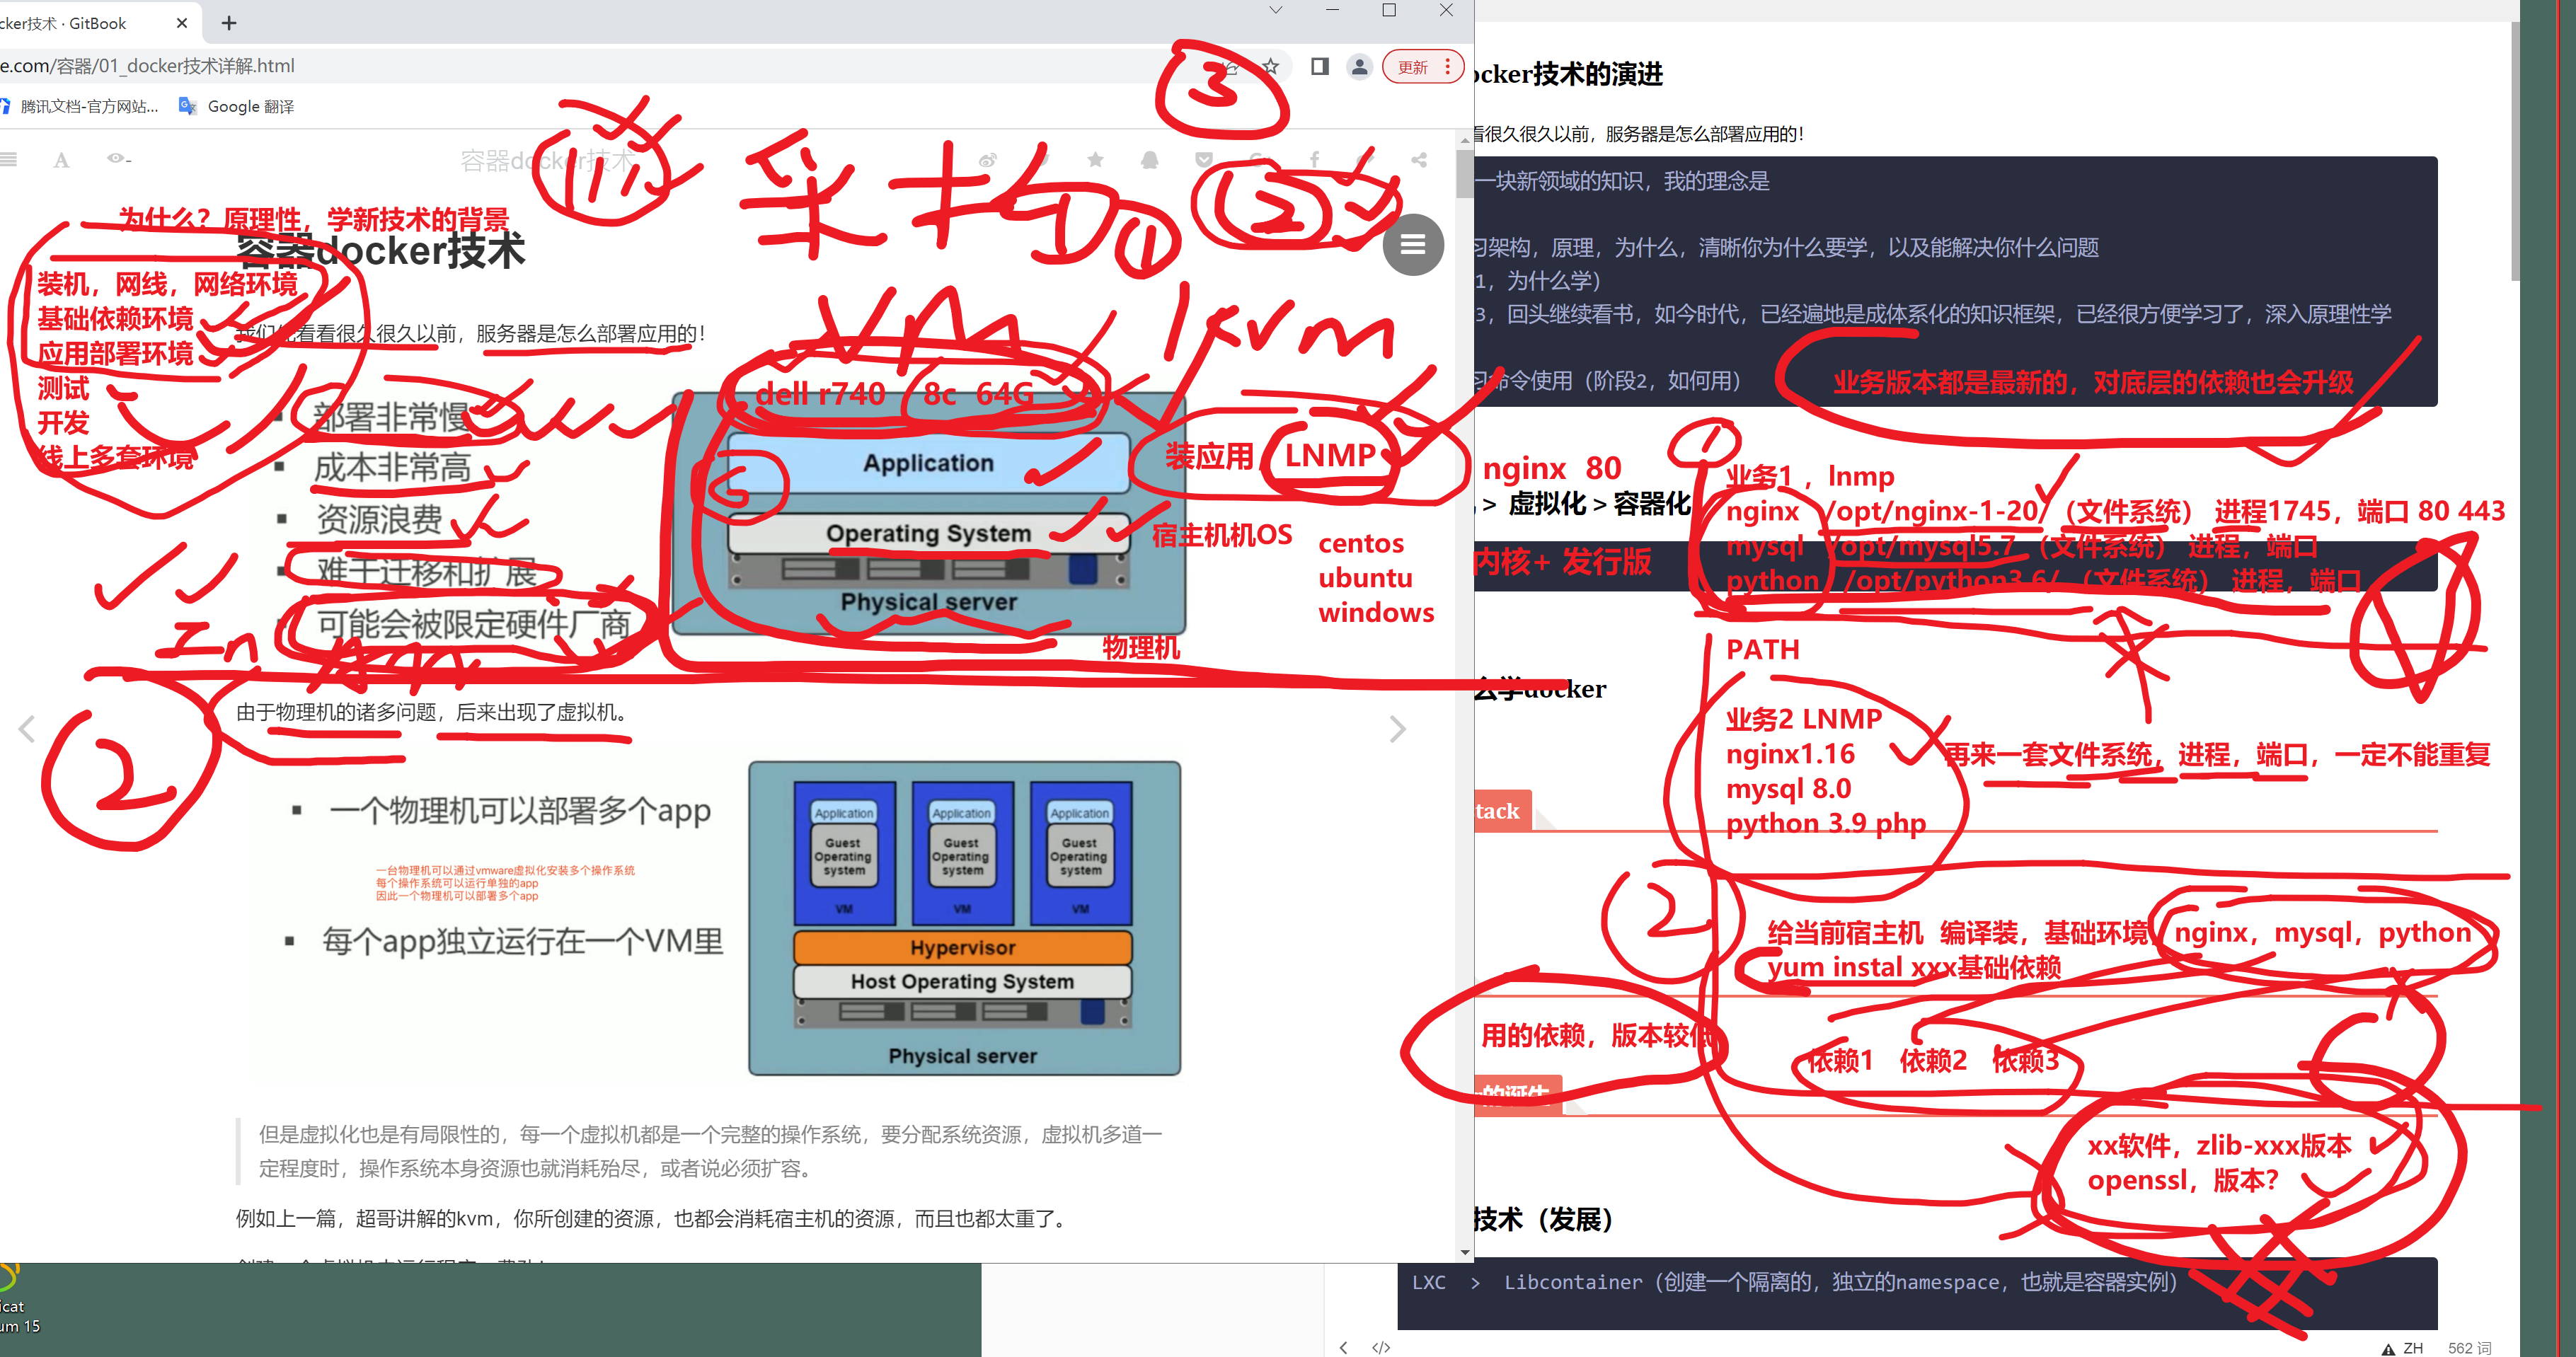 cker技术 · GitBook
e.com/容器/01_docker技术详解.html
更新
腾讯文档-官方网站...
Google 翻译
容器docker技术
③
采
①
②
为什么？原理性，学新技术的背景
容器docker技术
装机，网线，网络环境
基础依赖环境
应用部署环境
测试
开发
线上多套环境
我们先看看很久很久以前，服务器是怎么部署应用的！
VM
kvm
部署非常慢
成本非常高
资源浪费
难于迁移和扩展
可能会被限定硬件厂商
dell r740 8c 64G
Application
Operating System
Physical server
装应用，LNMP
宿主机机OS
centos
ubuntu
windows
物理机
②
由于物理机的诸多问题，后来出现了虚拟机。
一个物理机可以部署多个app
一台物理机可以通过vmware虚拟化安装多个操作系统
每个操作系统可以运行单独的app
因此一个物理机可以部署多个app
每个app独立运行在一个VM里
Application Application Application
Guest Operating system
Guest Operating system
Guest Operating system
VM VM VM
Hypervisor
Host Operating System
Physical server
但是虚拟化也是有局限性的，每一个虚拟机都是一个完整的操作系统，要分配系统资源，虚拟机多道一
定程度时，操作系统本身资源也就消耗殆尽，或者说必须扩容。
例如上一篇，超哥讲解的kvm，你所创建的资源，也都会消耗宿主机的资源，而且也都太重了。
icat
um 15
ocker技术的演进
看很久很久以前，服务器是怎么部署应用的！
一块新领域的知识，我的理念是
习架构，原理，为什么，清晰你为什么要学，以及能解决你什么问题
1，为什么学）
3，回头继续看书，如今时代，已经遍地是成体系化的知识框架，已经很方便学习了，深入原理性学
命令使用（阶段2，如何用）
业务版本都是最新的，对底层的依赖也会升级
nginx 80
> 虚拟化 > 容器化
内核+ 发行版
①
业务1 ，lnmp
nginx /opt/nginx-1-20/（文件系统） 进程1745，端口 80 443
mysql /opt/mysql5.7 （文件系统） 进程，端口
python /opt/python3.6/ （文件系统） 进程，端口
PATH
么学docker
业务2 LNMP
nginx1.16
mysql 8.0
python 3.9 php
再来一套文件系统，进程，端口，一定不能重复
tack
②
给当前宿主机 编译装，基础环境，nginx，mysql，python
yum instal xxx基础依赖
用的依赖，版本较低
依赖1 依赖2 依赖3
的诞生
xx软件，zlib-xxx版本
openssl，版本？
技术（发展）
LXC > Libcontainer（创建一个隔离的，独立的namespace，也就是容器实例）
ZH 562 词